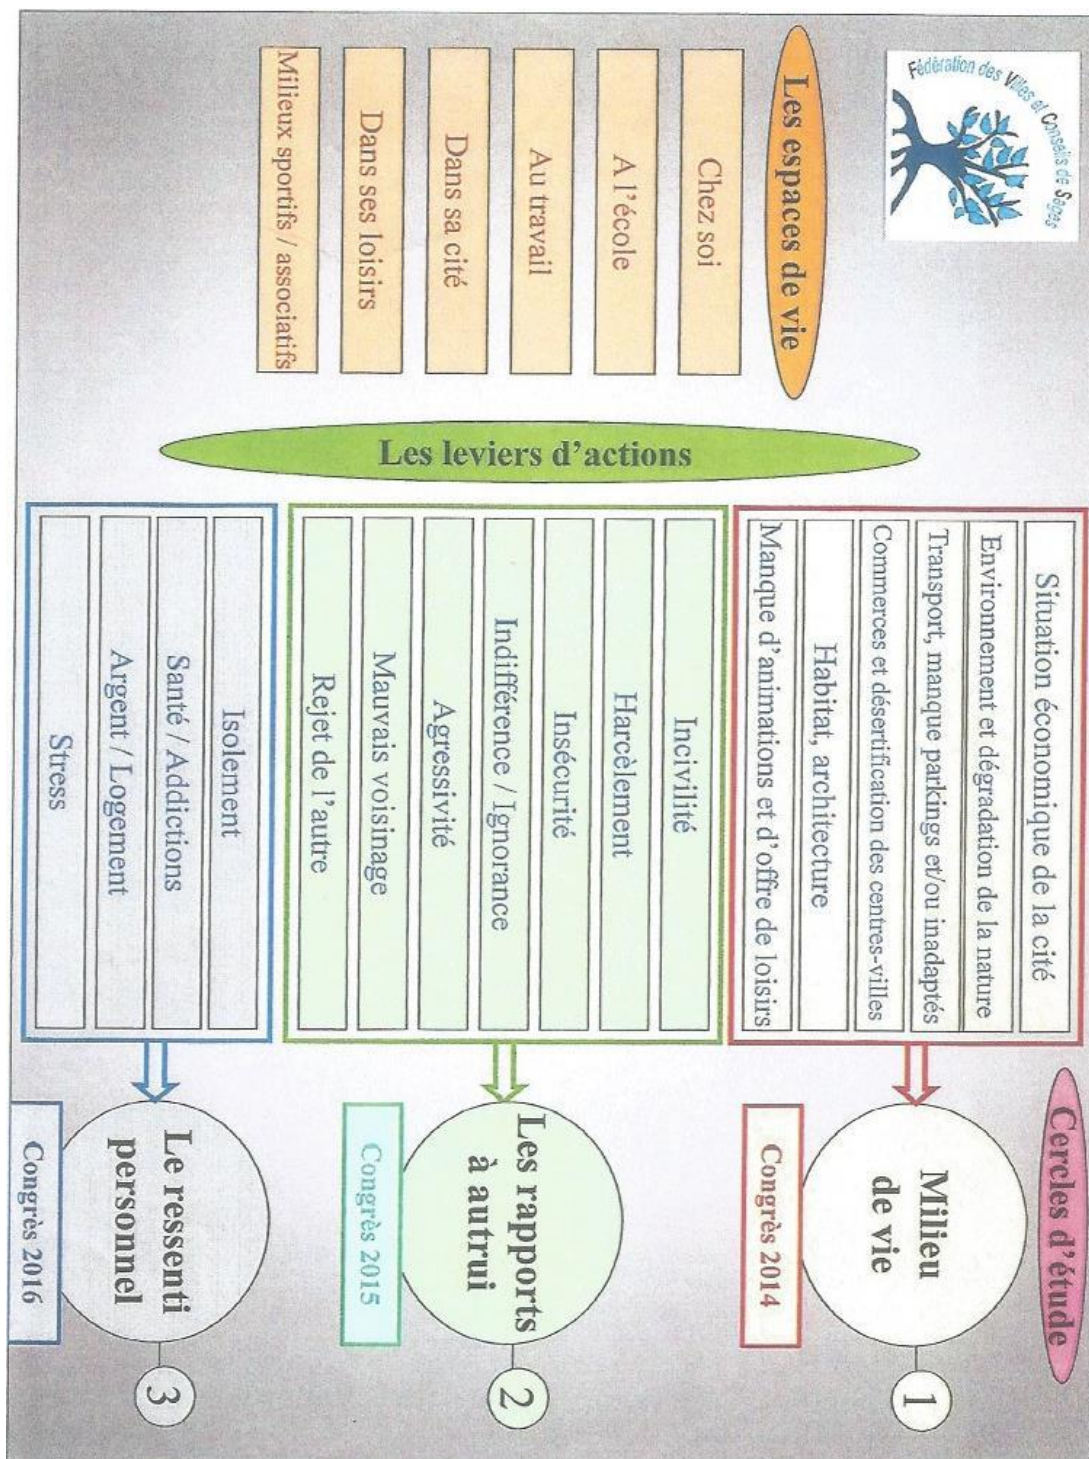 Fédération des Villes et Conseils de Sages
Les espaces de vie
Chez soi
A l'école
Au travail
Dans sa cité
Dans ses loisirs
Milieux sportifs / associatifs
Les leviers d'actions
Situation économique de la cité
Environnement et dégradation de la nature
Transport, manque parkings et/ou inadaptés
Commerces et désertification des centres-villes
Habitat, architecture
Manque d'animations et d'offre de loisirs
Incivilité
Harcèlement
Insécurité
Indifférence / Ignorance
Agressivité
Mauvais voisinage
Rejet de l'autre
Isolement
Santé / Addictions
Argent / Logement
Stress
Cercles d'étude
Milieu
de vie
Congrès 2014
1
Les rapports
à autrui
Congrès 2015
2
Le ressenti
personnel
Congrès 2016
3